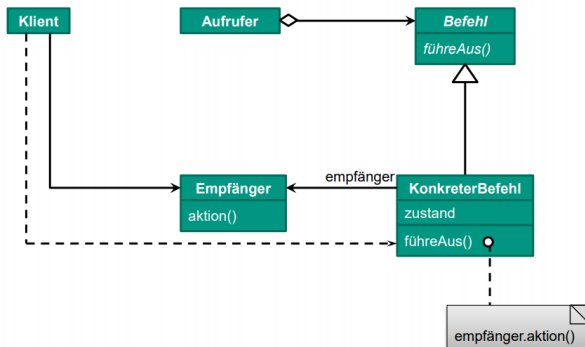 Klient
Aufrufer
Befehl
führeAus()
empfänger
Empfänger
aktion()
KonkreterBefehl
zustand
führeAus()
empfänger.aktion()